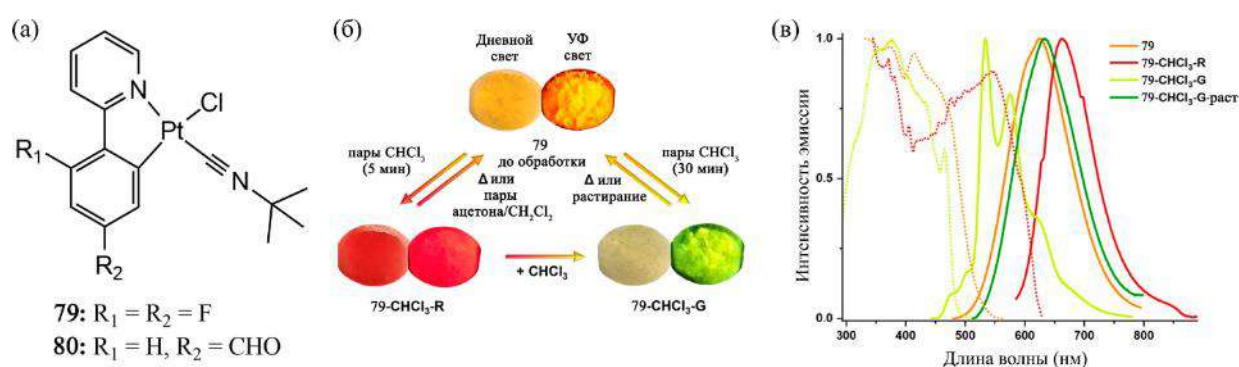 (а)
N
Cl
Pt
R₁
N
R₂
79: R₁ = R₂ = F
80: R₁ = H, R₂ = CHO
(б)
Дневной свет
УФ свет
79
до обработки
пары CHCl₃
(5 мин)
пары CHCl₃
(30 мин)
Δ или
пары
ацетона/CH₂Cl₂
Δ или
растирание
+ CHCl₃
79-CHCl₃-R
79-CHCl₃-G
(в)
Интенсивность эмиссии
1.0
0.5
0.0
79
79-CHCl₃-R
79-CHCl₃-G
79-CHCl₃-G-раст
300 400 500 600 700 800
Длина волны (нм)